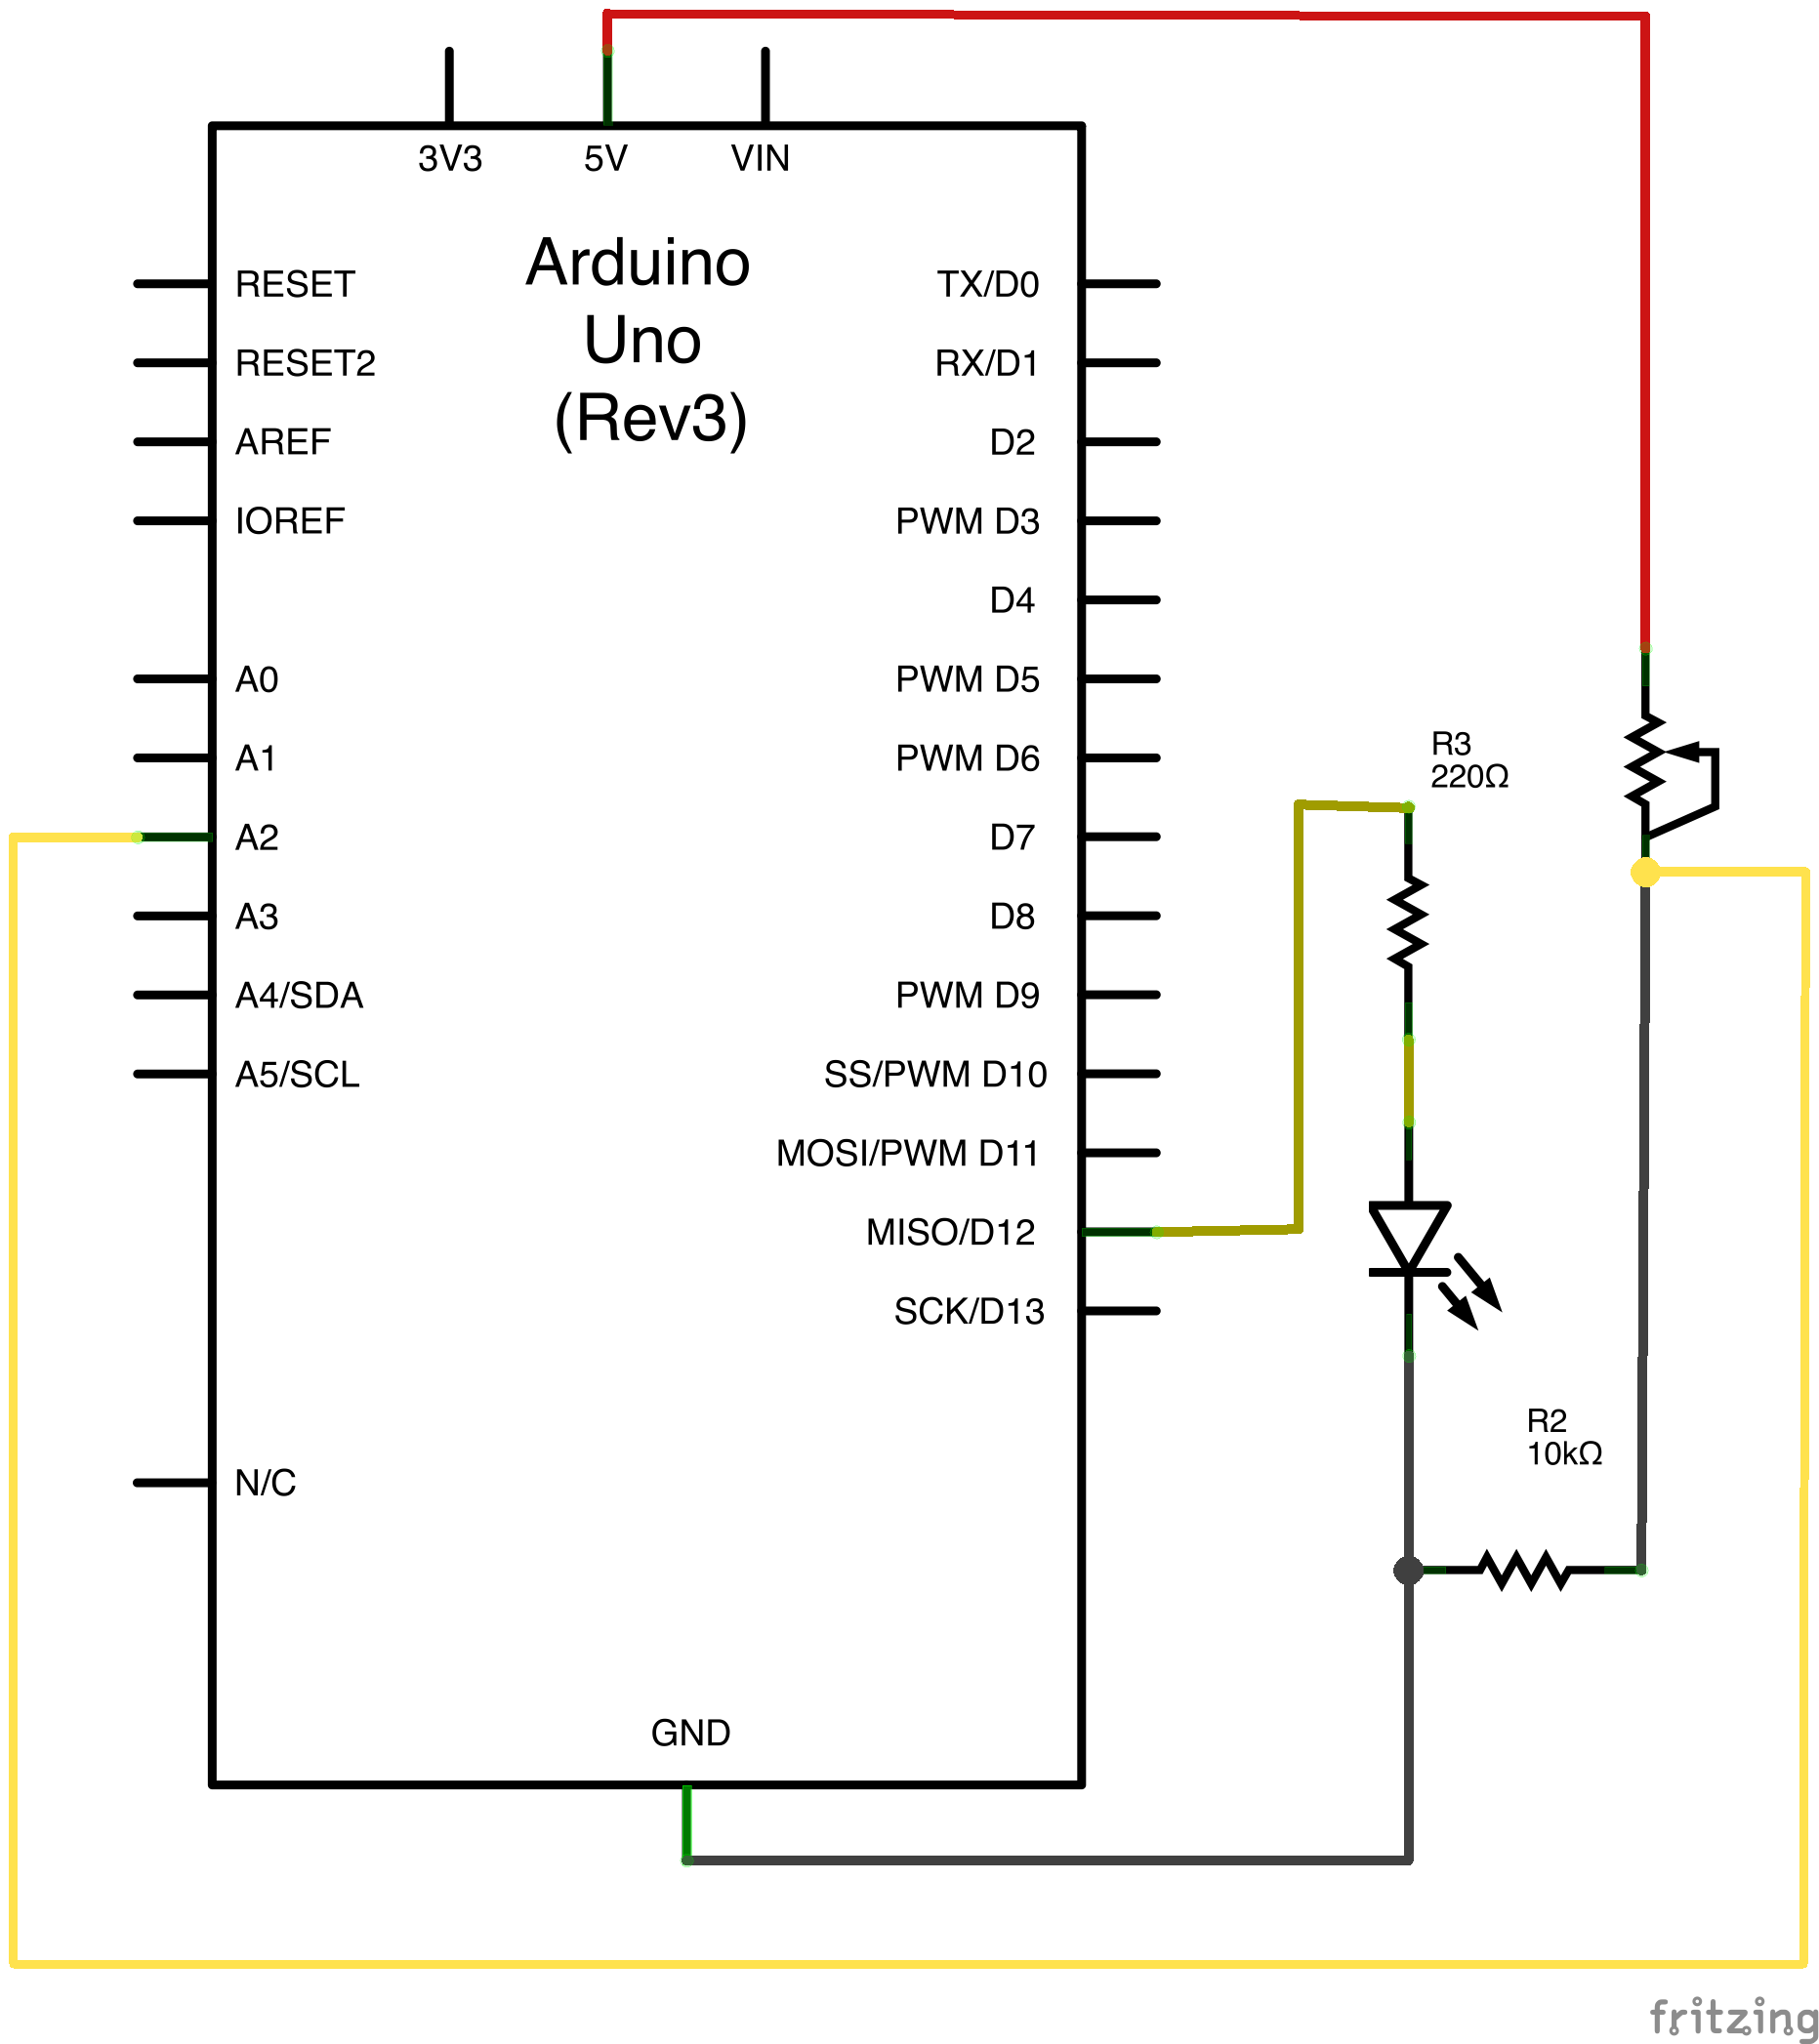 3V3
5V
VIN
Arduino
Uno
(Rev3)
RESET
TX/D0
RESET2
RX/D1
AREF
D2
IOREF
PWM D3
D4
A0
PWM D5
A1
PWM D6
R3
220Ω
A2
D7
A3
D8
A4/SDA
PWM D9
A5/SCL
SS/PWM D10
MOSI/PWM D11
MISO/D12
SCK/D13
R2
10kΩ
N/C
GND
fritzing